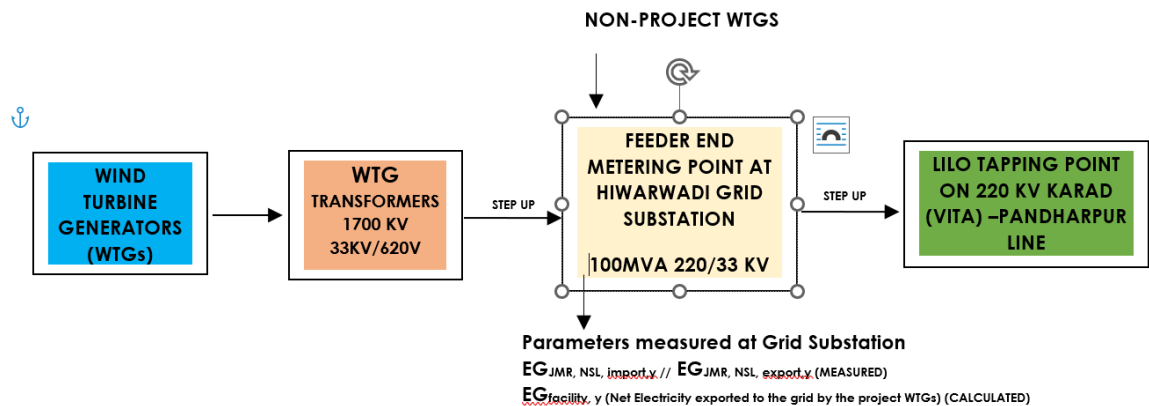 NON-PROJECT WTGS
WIND
TURBINE
GENERATORS
(WTGs)
WTG
TRANSFORMERS
1700 KV
33KV/620V
STEP UP
FEEDER END
METERING POINT AT
HIWARWADI GRID
SUBSTATION
100MVA 220/33 KV
STEP UP
LILO TAPPING POINT
ON 220 KV KARAD
(VITA) –PANDHARPUR
LINE
Parameters measured at Grid Substation
EGJMR, NSL, import,y // EGJMR, NSL, export,y (MEASURED)
EGfacility, y (Net Electricity exported to the grid by the project WTGs) (CALCULATED)